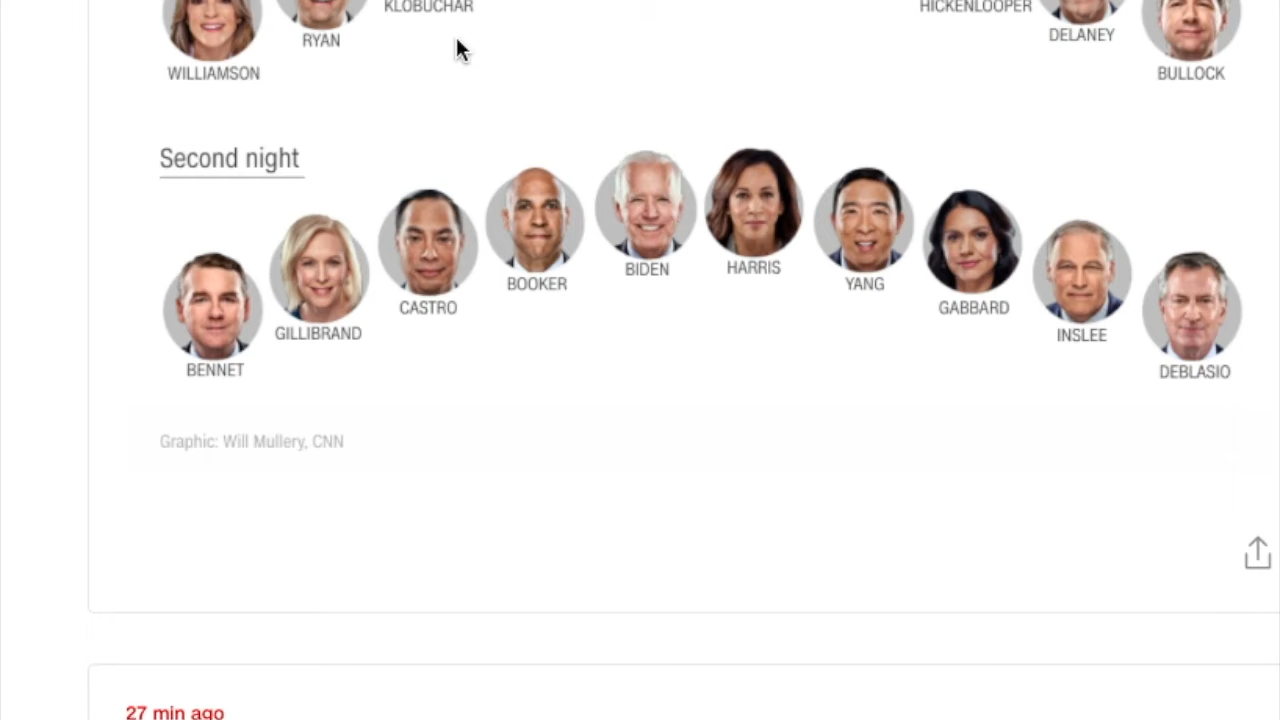 KLOBUCHAR
HICKENLOOPER
RYAN
DELANEY
WILLIAMSON
BULLOCK
Second night
BENNET
GILLIBRAND
CASTRO
BOOKER
BIDEN
HARRIS
YANG
GABBARD
INSLEE
DEBLASIO
Graphic: Will Mullery, CNN
27 min ago